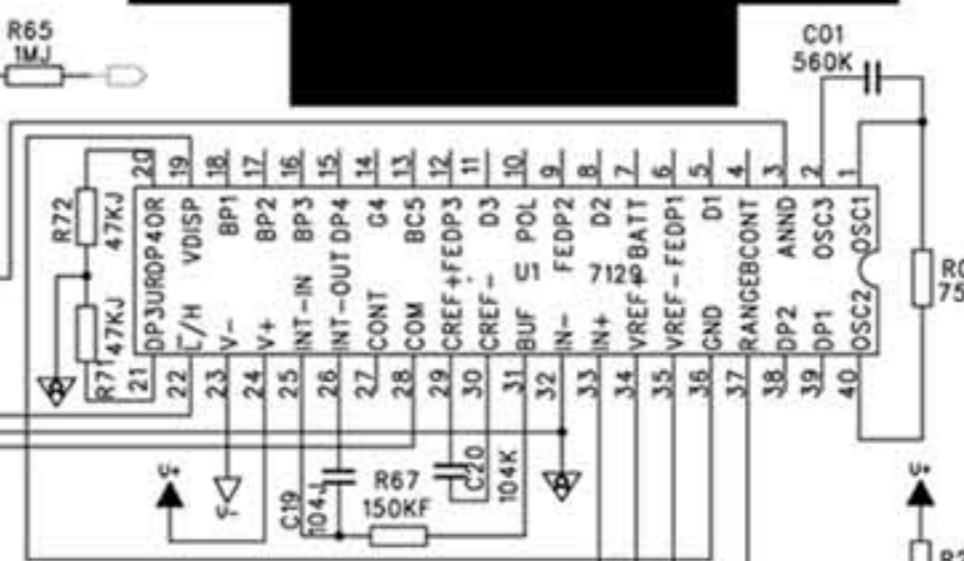 R65
1MJ
C01
560K
20 19 18 17 16 15 14 13 12 11 10 9 8 7 6 5 4 3 2 1
R72
47KJ
DP4OR VDISP BP1 BP2 BP3 DP4 G4 BC5 FEDP3 D3 POL FEDP2 D2 BATT FEDP1 D1 BCONT ANND OSC3 OSC1
U1 7129
DP3UR L/H V- V+ INT-IN INT-OUT CONT COM CREF+ CREF- BUF IN- IN+ VREF+ VREF- GND RANGE DP2 DP1 OSC2
47KJ
R71
21 22 23 24 25 26 27 28 29 30 31 32 33 34 35 36 37 38 39 40
A
U+
C19
104J
R67
150KF
C20
104K
A
U+